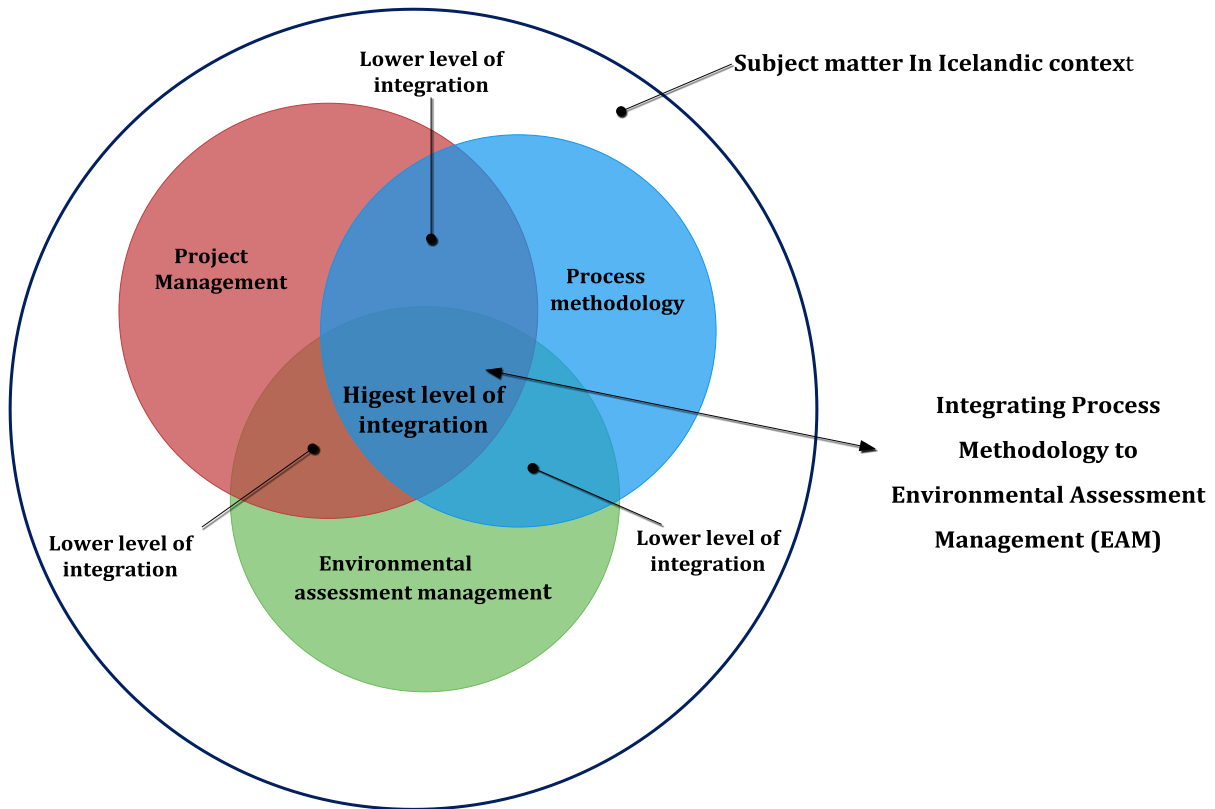 Lower level of
integration
Subject matter In Icelandic context
Project
Management
Process
methodology
Higest level of
integration
Integrating Process
Methodology to
Environmental Assessment
Management (EAM)
Lower level of
integration
Lower level of
integration
Environmental
assessment management